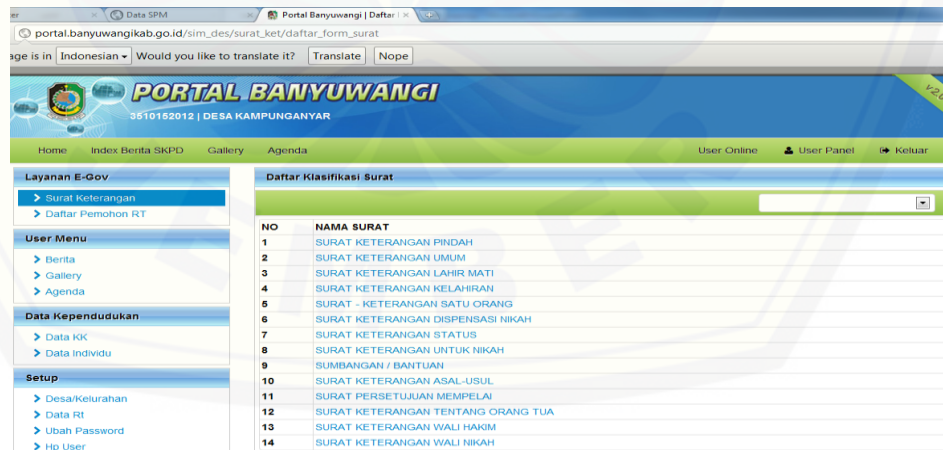 er
Data SPM
Portal Banyuwangi | Daftar
portal.banyuwangikab.go.id/sim_des/surat_ket/daftar_form_surat
age is in Indonesian Would you like to translate it? Translate Nope
PORTAL BANYUWANGI
3510152012 | DESA KAMPUNGANYAR
Home Index Berita SKPD Gallery Agenda User Online User Panel Keluar
Layanan E-Gov
Surat Keterangan
Daftar Pemohon RT
User Menu
Berita
Gallery
Agenda
Data Kependudukan
Data KK
Data Individu
Setup
Desa/Kelurahan
Data Rt
Ubah Password
Hp User
Daftar Klasifikasi Surat
NO NAMA SURAT
1 SURAT KETERANGAN PINDAH
2 SURAT KETERANGAN UMUM
3 SURAT KETERANGAN LAHIR MATI
4 SURAT KETERANGAN KELAHIRAN
5 SURAT - KETERANGAN SATU ORANG
6 SURAT KETERANGAN DISPENSASI NIKAH
7 SURAT KETERANGAN STATUS
8 SURAT KETERANGAN UNTUK NIKAH
9 SUMBANGAN / BANTUAN
10 SURAT KETERANGAN ASAL-USUL
11 SURAT PERSETUJUAN MEMPELAI
12 SURAT KETERANGAN TENTANG ORANG TUA
13 SURAT KETERANGAN WALI HAKIM
14 SURAT KETERANGAN WALI NIKAH